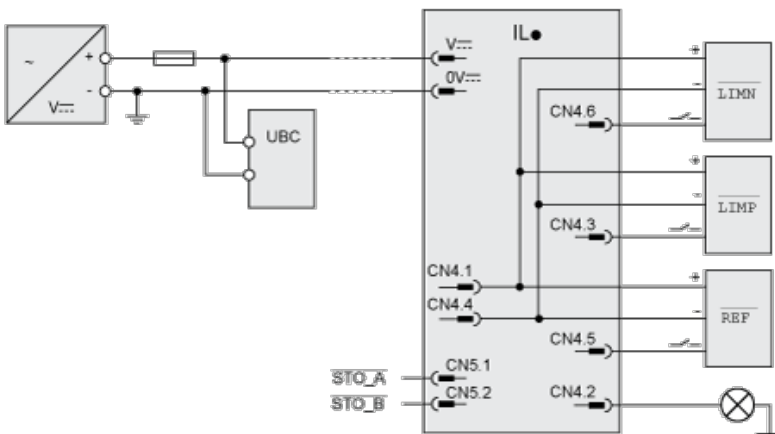 ~
+
-
V⎓
UBC
IL●
V⎓
0V⎓
CN4.6
+
-
LIMN
CN4.3
+
-
LIMP
CN4.1
CN4.4
+
-
REF
CN4.5
STO_A
CN5.1
STO_B
CN5.2
CN4.2